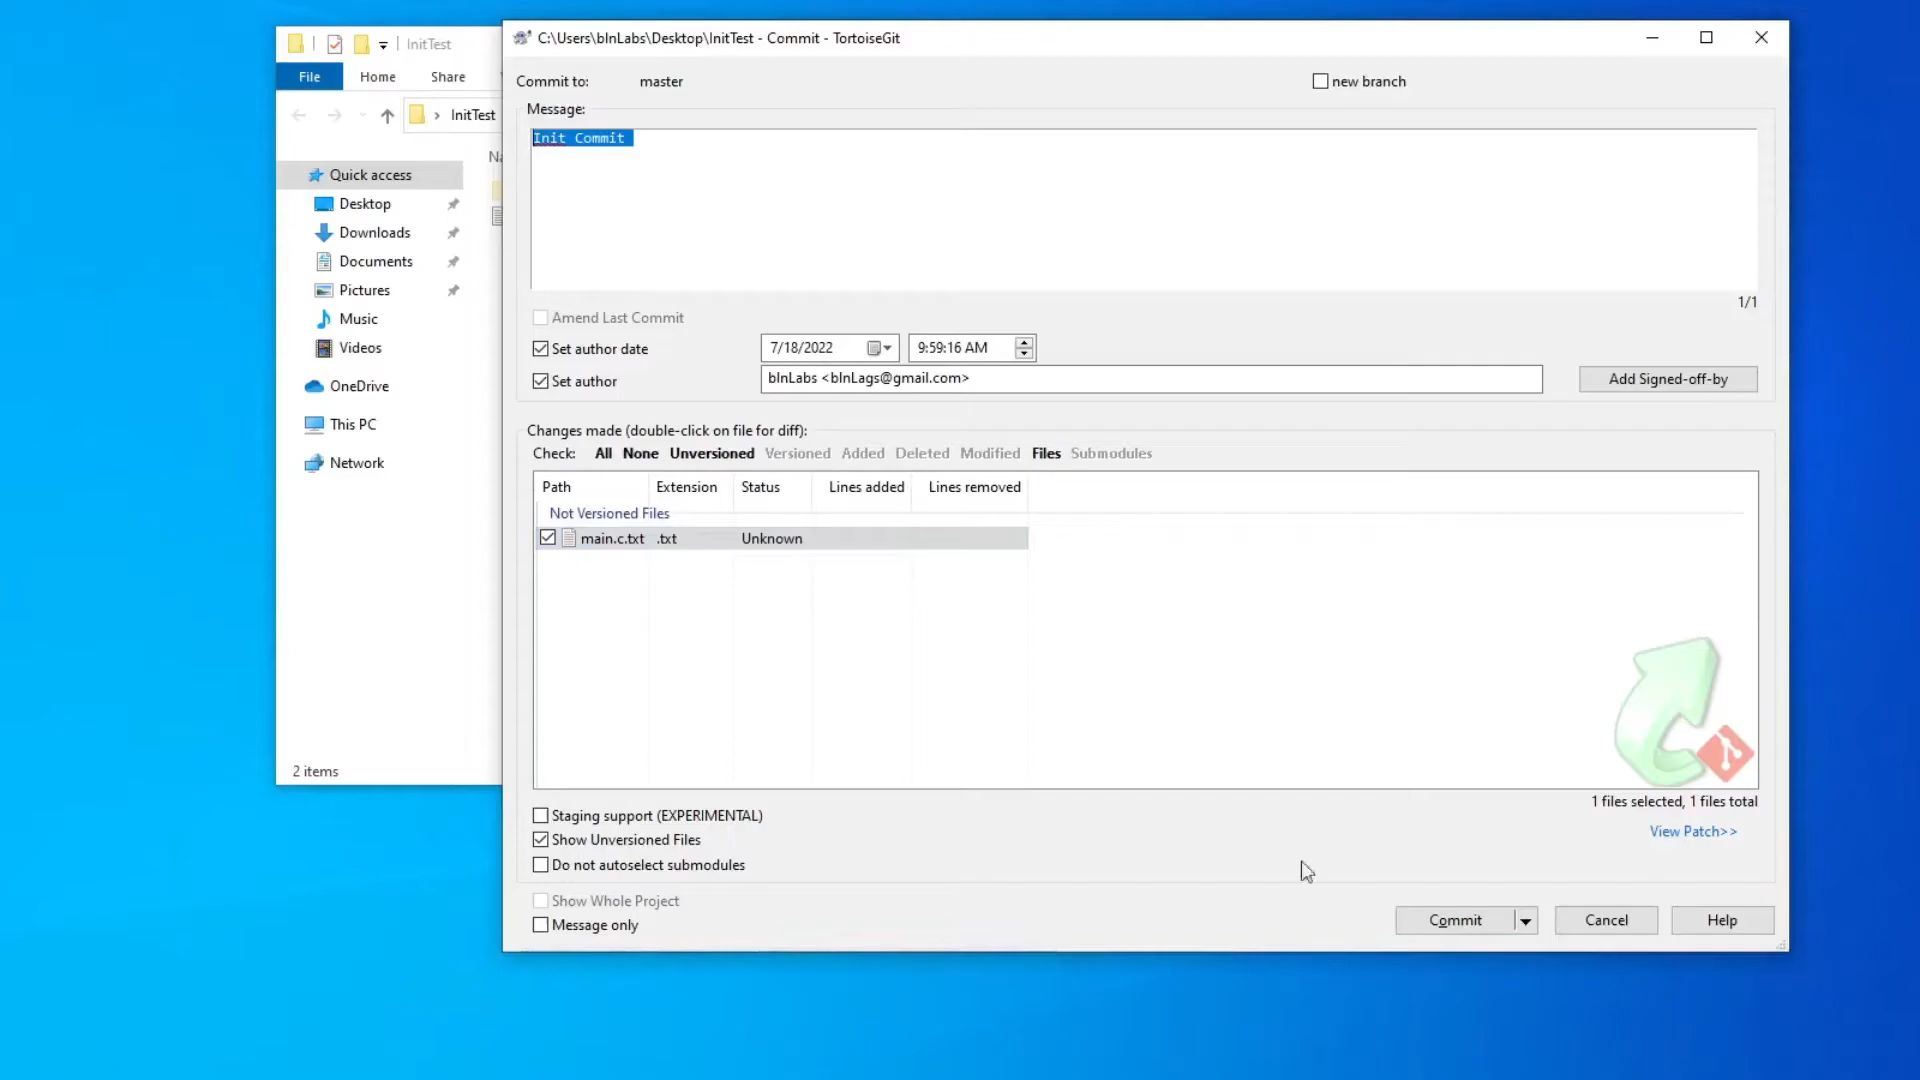 InitTest
File
Home
Share
InitTest
Quick access
Desktop
Downloads
Documents
Pictures
Music
Videos
OneDrive
This PC
Network
2 items
C:\Users\blnLabs\Desktop\InitTest - Commit - TortoiseGit
Commit to:
master
new branch
Message:
Init Commit
1/1
Amend Last Commit
Set author date
7/18/2022
9:59:16 AM
Set author
blnLabs <blnLags@gmail.com>
Add Signed-off-by
Changes made (double-click on file for diff):
Check: All None Unversioned Versioned Added Deleted Modified Files Submodules
Path Extension Status Lines added Lines removed
Not Versioned Files
main.c.txt .txt Unknown
1 files selected, 1 files total
View Patch>>
Staging support (EXPERIMENTAL)
Show Unversioned Files
Do not autoselect submodules
Show Whole Project
Message only
Commit
Cancel
Help